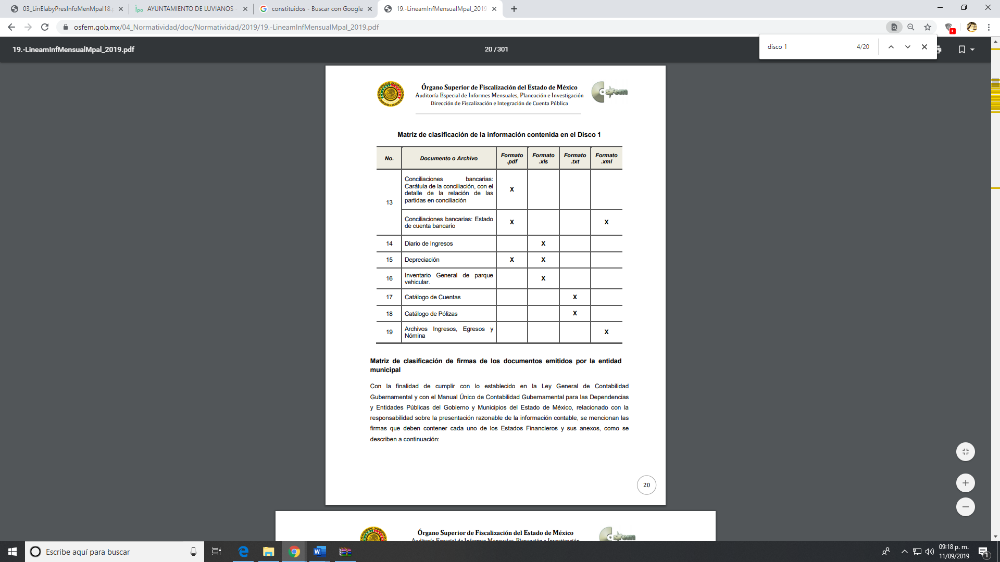 03_LinElabyPresInfoMenMpal18.p
AYUNTAMIENTO DE LUVIANOS -
constituidos - Buscar con Google
19.-LineamInfMensualMpal_2019
osfem.gob.mx/04_Normatividad/doc/Normatividad/2019/19.-LineamInfMensualMpal_2019.pdf
19.-LineamInfMensualMpal_2019.pdf
20 / 301
disco 1
4/20
Órgano Superior de Fiscalización del Estado de México
Auditoría Especial de Informes Mensuales, Planeación e Investigación
Dirección de Fiscalización e Integración de Cuenta Pública
osfem
Matriz de clasificación de la información contenida en el Disco 1
No. Documento o Archivo Formato .pdf Formato .xls Formato .txt Formato .xml
13
Conciliaciones bancarias:
Carátula de la conciliación, con el
detalle de la relación de las
partidas en conciliación
X
Conciliaciones bancarias: Estado
de cuenta bancario
X X
14 Diario de Ingresos X
15 Depreciación X X
16 Inventario General de parque
vehicular.
X
17 Catálogo de Cuentas X
18 Catálogo de Pólizas X
19 Archivos Ingresos, Egresos y
Nómina
X
Matriz de clasificación de firmas de los documentos emitidos por la entidad
municipal
Con la finalidad de cumplir con lo establecido en la Ley General de Contabilidad
Gubernamental y con el Manual Único de Contabilidad Gubernamental para las Dependencias
y Entidades Públicas del Gobierno y Municipios del Estado de México, relacionado con la
responsabilidad sobre la presentación razonable de la información contable, se mencionan las
firmas que deben contener cada uno de los Estados Financieros y sus anexos, como se
describen a continuación:
20
Órgano Superior de Fiscalización del Estado de México
Auditoría Especial de Informes Mensuales, Planeación e Investigación
osfem
Escribe aquí para buscar
09:18 p. m.
11/09/2019
1